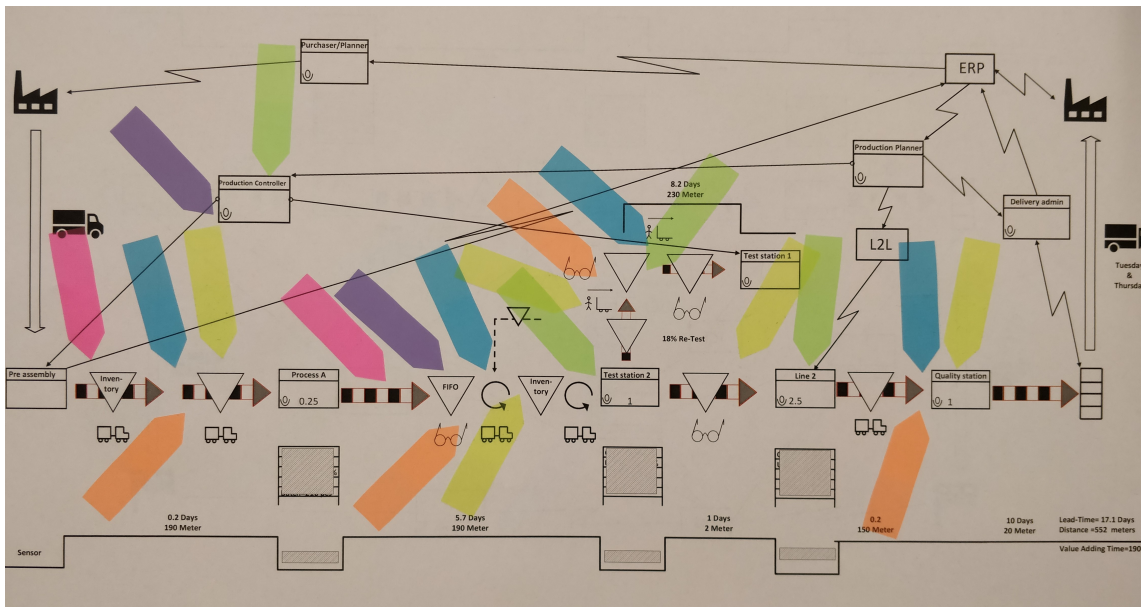 Purchaser/Planner
ERP
Production Planner
Production Controller
8.2 Days
230 Meter
Delivery admin
L2L
Test station 1
Tuesday
&
Thursday
18% Re-Test
Pre assembly
Inven-
tory
Process A
0.25
FIFO
Inven-
tory
Test station 2
1
Line 2
2.5
Quality station
1
0.2 Days
190 Meter
5.7 Days
190 Meter
1 Days
2 Meter
0.2
150 Meter
10 Days
20 Meter
Lead-Time= 17.1 Days
Distance =552 meters
Sensor
Value Adding Time=190